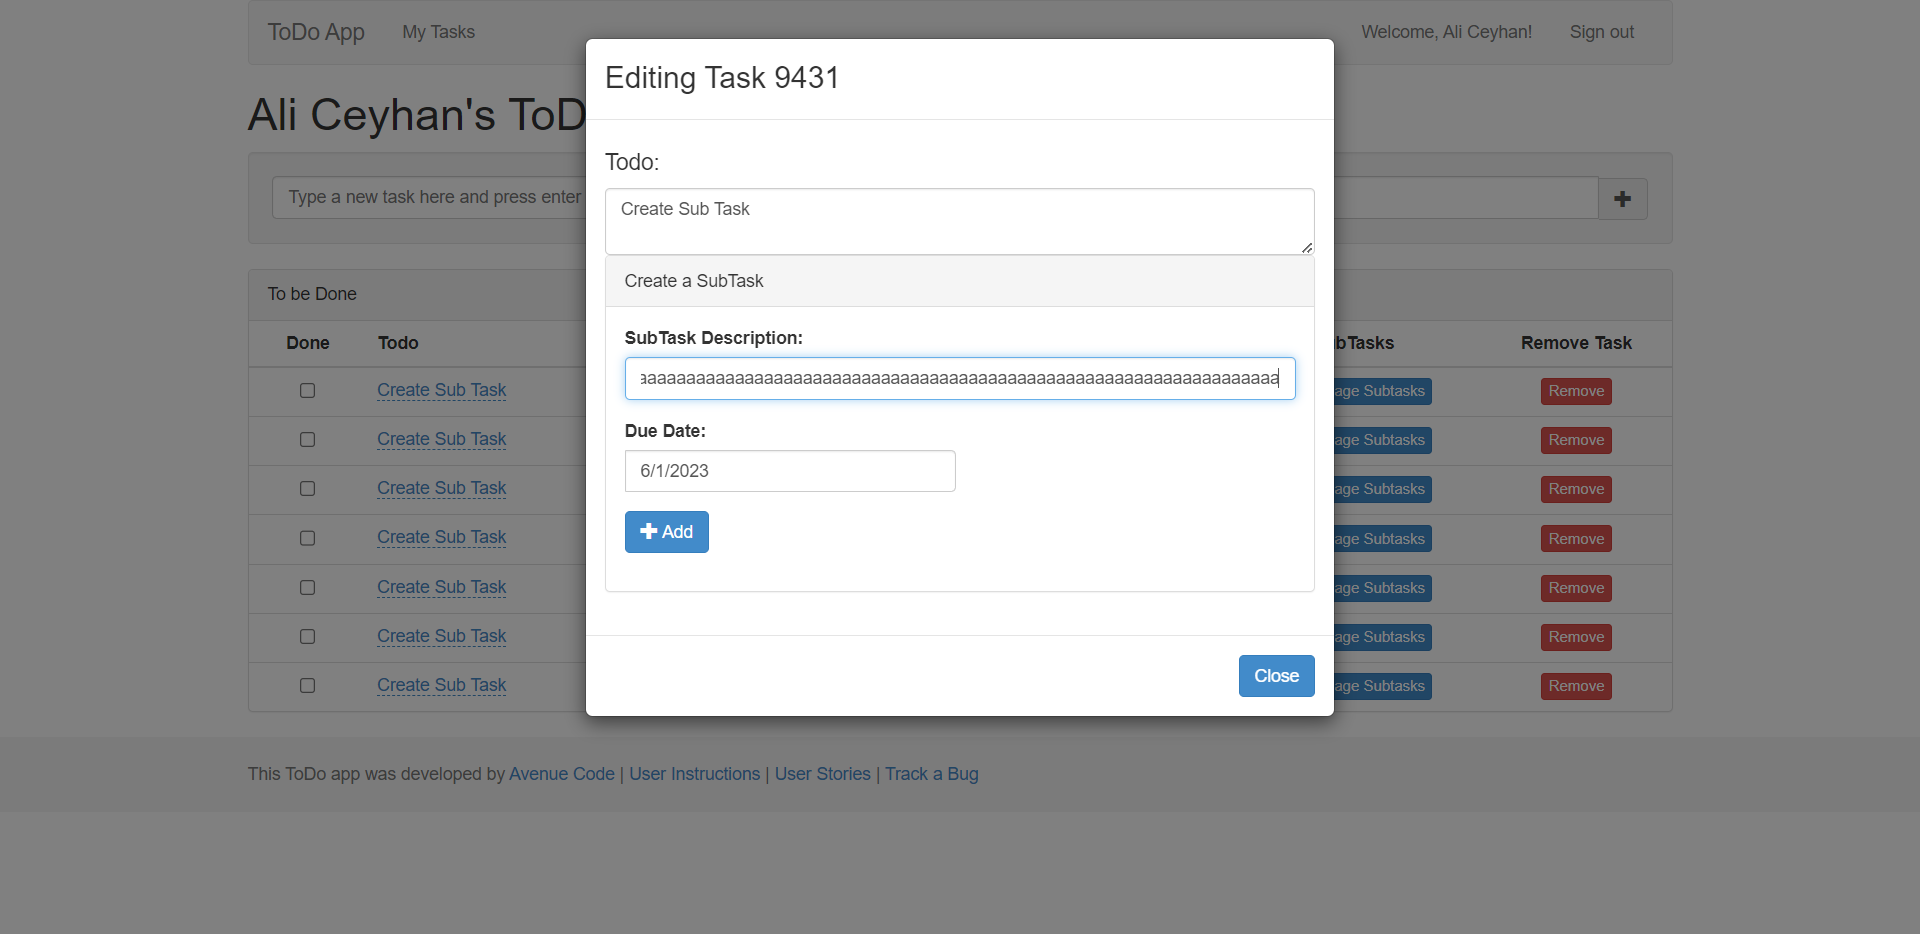 ToDo App My Tasks Welcome, Ali Ceyhan! Sign out
Editing Task 9431
Ali Ceyhan's ToD
Todo:
Type a new task here and press enter
Create Sub Task
Create a SubTask
To be Done
SubTask Description:
Done Todo bTasks Remove Task
Create Sub Task age Subtasks Remove
Due Date:
Create Sub Task age Subtasks Remove
6/1/2023
Create Sub Task age Subtasks Remove
Add
Create Sub Task age Subtasks Remove
Create Sub Task age Subtasks Remove
Create Sub Task age Subtasks Remove
Close
Create Sub Task age Subtasks Remove
This ToDo app was developed by Avenue Code | User Instructions | User Stories | Track a Bug